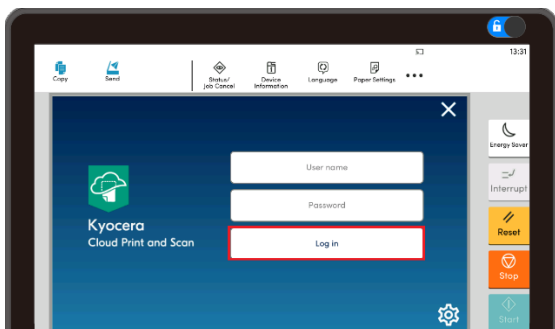 13:31
Copy
Send
Status/
Job Cancel
Device
Information
Language
Paper Settings
Energy Saver
Interrupt
Reset
Stop
Start
Kyocera
Cloud Print and Scan
User name
Password
Log in